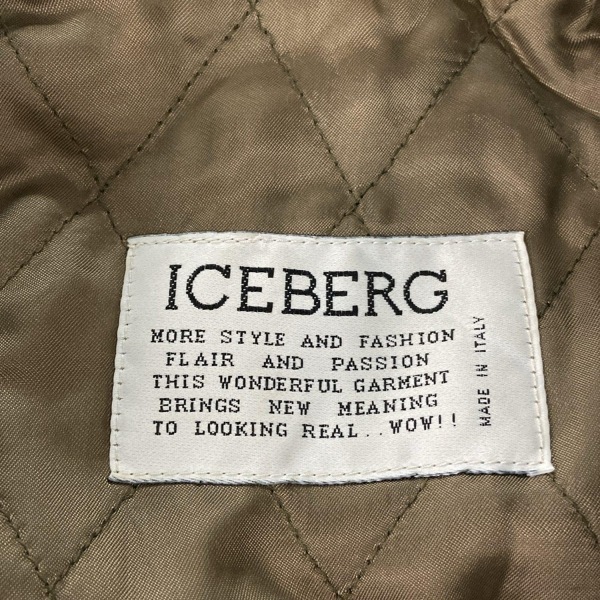 ICEBERG
MORE STYLE AND FASHION
FLAIR AND PASSION
THIS WONDERFUL GARMENT
BRINGS NEW MEANING
TO LOOKING REAL..WOW!!
MADE IN ITALY